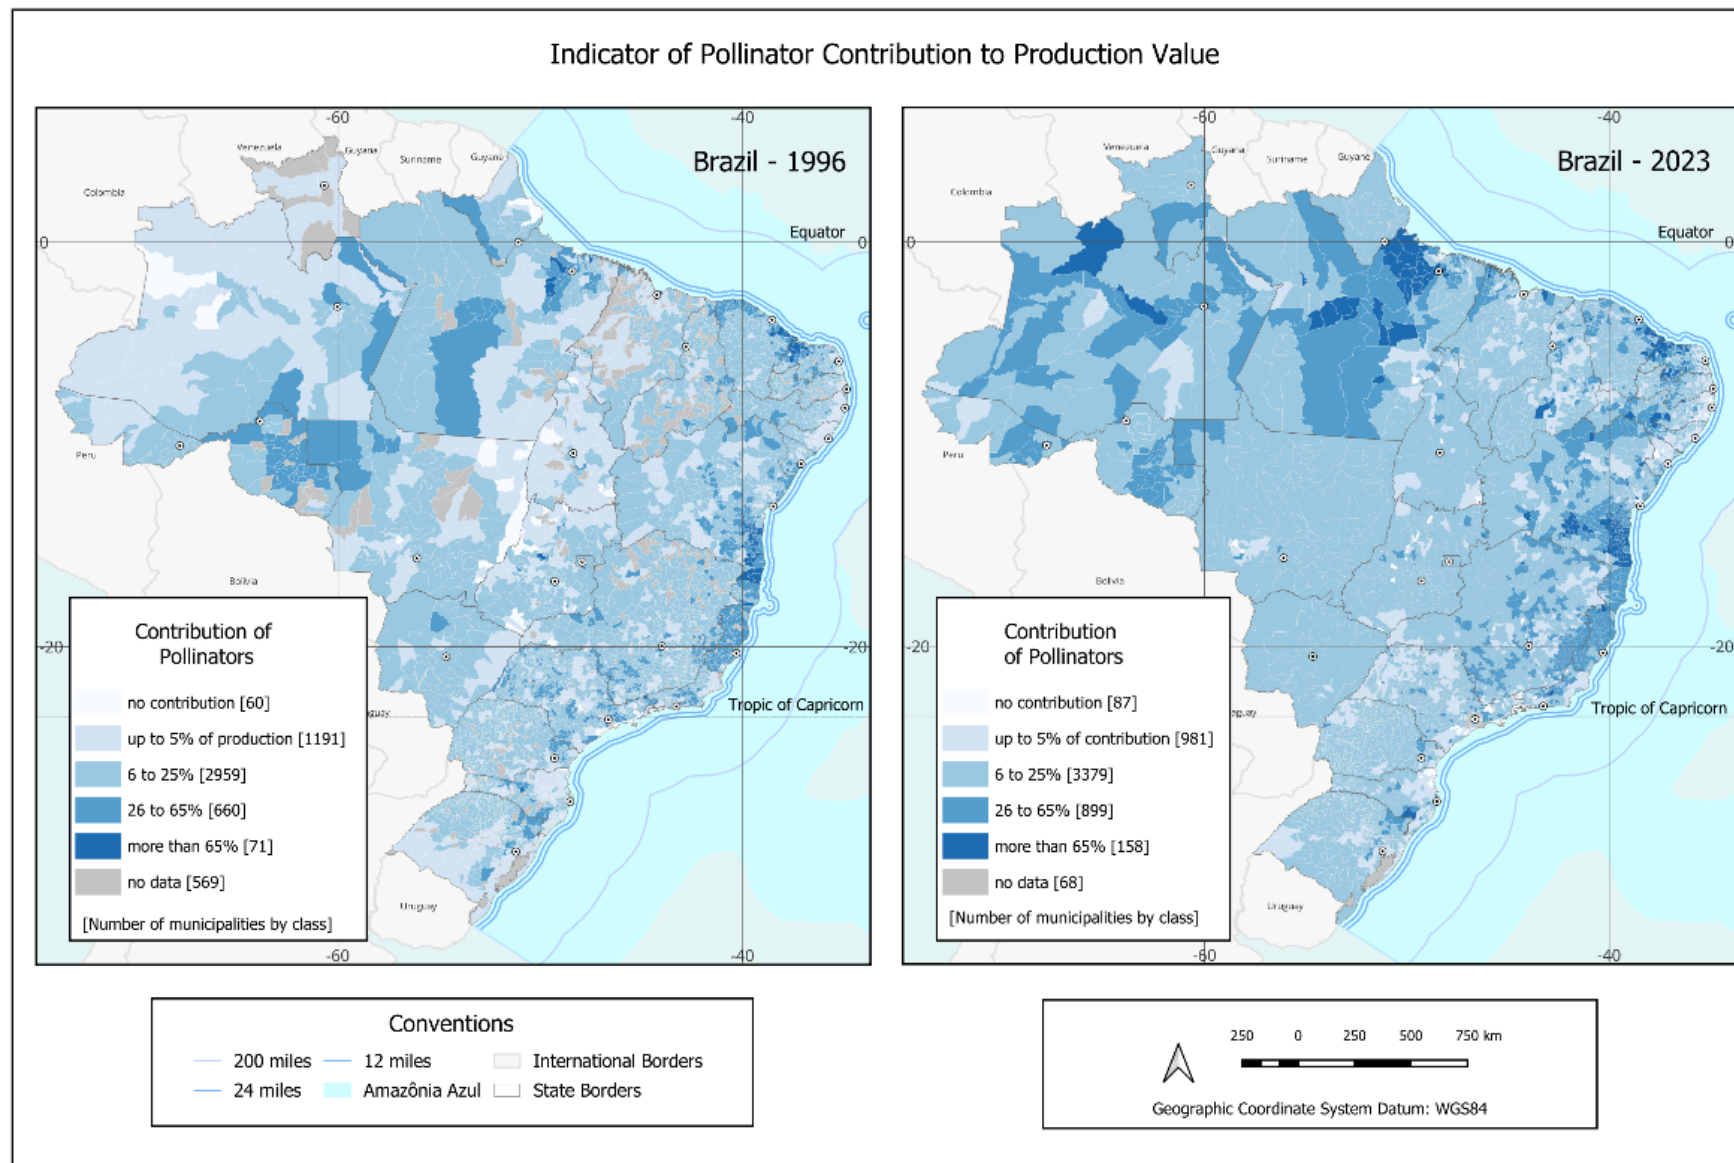 Indicator of Pollinator Contribution to Production Value
-60
-40
Venezuela
Guyana
Suriname
Guyane
Colombia
Brazil - 1996
Equator
0
0
Peru
Bolivia
-20
-20
Tropic of Capricorn
Uruguay
-60
-40
Contribution of
Pollinators
no contribution [60]
up to 5% of production [1191]
6 to 25% [2959]
26 to 65% [660]
more than 65% [71]
no data [569]
[Number of municipalities by class]
-60
-40
Venezuela
Guyana
Suriname
Guyane
Colombia
Brazil - 2023
Equator
0
0
Peru
Bolivia
-20
-20
Tropic of Capricorn
Uruguay
-60
-40
Contribution
of Pollinators
no contribution [87]
up to 5% of contribution [981]
6 to 25% [3379]
26 to 65% [899]
more than 65% [158]
no data [68]
[Number of municipalities by class]
Conventions
200 miles
12 miles
International Borders
24 miles
Amazônia Azul
State Borders
250 0 250 500 750 km
Geographic Coordinate System Datum: WGS84